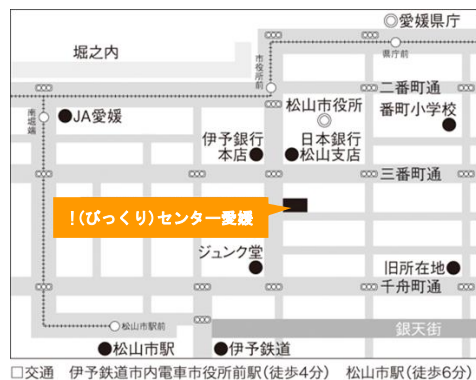 ◎愛媛県庁
堀之内
市役所前
県庁前
二番町通
南堀端
●JA愛媛
松山市役所
◎
番町小学校
●
伊予銀行
本店●
日本銀行
●松山支店
三番町通
!(びっくり)センター愛媛
ジュンク堂
●
旧所在地●
千舟町通
松山市駅前
銀天街
●松山市駅
●伊予鉄道
□交通 伊予鉄道市内電車市役所前駅(徒歩4分) 松山市駅(徒歩6分)